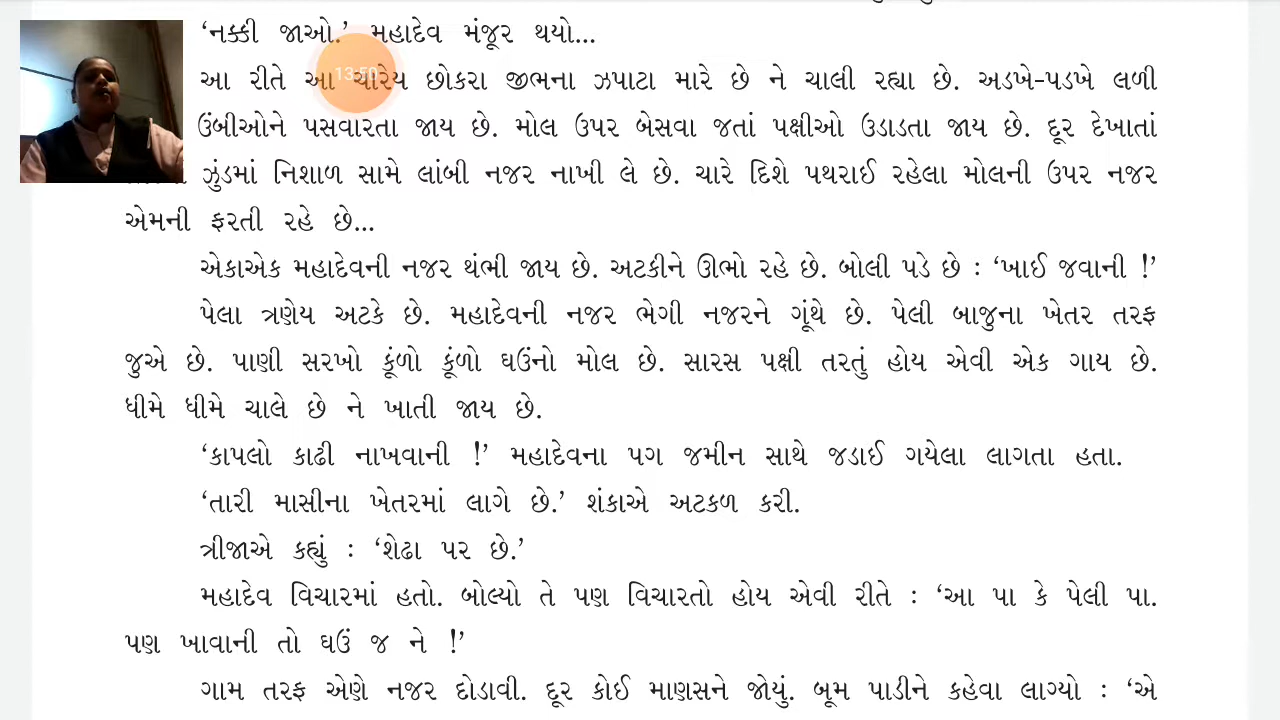 ‘નક્કી જાઓ.’ મહાદેવ મંજૂર થયો...
13:50
આ રીતે આ ચારેય છોકરા જીભના ઝપાટા મારે છે ને ચાલી રહ્યા છે. અડખે-પડખે લળી
ઉંબીઓને પસવારતા જાય છે. મોલ ઉપર બેસવા જતાં પક્ષીઓ ઉડાડતા જાય છે. દૂર દેખાતાં
ઝુંડમાં નિશાળ સામે લાંબી નજર નાખી લે છે. ચારે દિશે પથરાઈ રહેલા મોલની ઉપર નજર
એમની ફરતી રહે છે...
એકાએક મહાદેવની નજર થંભી જાય છે. અટકીને ઊભો રહે છે. બોલી પડે છે : ‘ખાઈ જવાની !’
પેલા ત્રણેય અટકે છે. મહાદેવની નજર ભેગી નજરને ગૂંથે છે. પેલી બાજુના ખેતર તરફ
જુએ છે. પાણી સરખો કૂંળો કૂંળો ઘઉંનો મોલ છે. સારસ પક્ષી તરતું હોય એવી એક ગાય છે.
ધીમે ધીમે ચાલે છે ને ખાતી જાય છે.
‘કાપલો કાઢી નાખવાની !’ મહાદેવના પગ જમીન સાથે જડાઈ ગયેલા લાગતા હતા.
‘તારી માસીના ખેતરમાં લાગે છે.’ શંકાએ અટકળ કરી.
ત્રીજાએ કહ્યું : ‘શેઢા પર છે.’
મહાદેવ વિચારમાં હતો. બોલ્યો તે પણ વિચારતો હોય એવી રીતે : ‘આ પા કે પેલી પા.
પણ ખાવાની તો ઘઉં જ ને !’
ગામ તરફ એણે નજર દોડાવી. દૂર કોઈ માણસને જોયું. બૂમ પાડીને કહેવા લાગ્યો : ‘એ